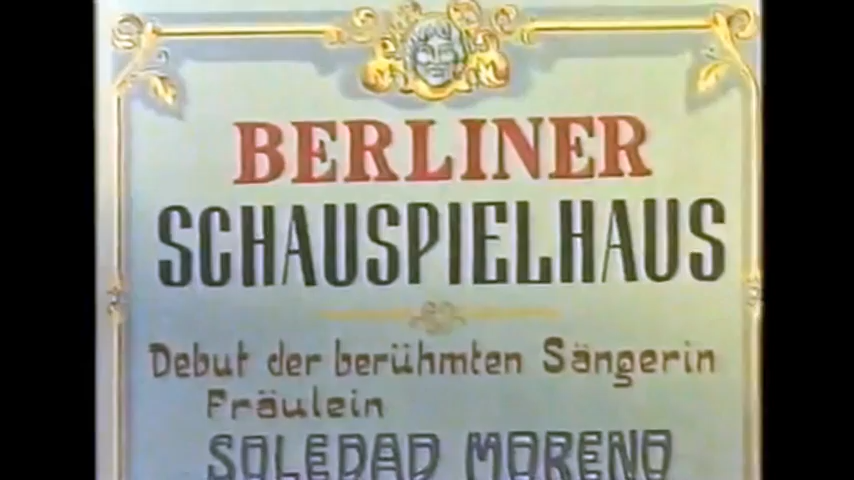 BERLINER
SCHAUSPIELHAUS
Debut der berühmten Sängerin
Fräulein
SOLEDAD MORENO